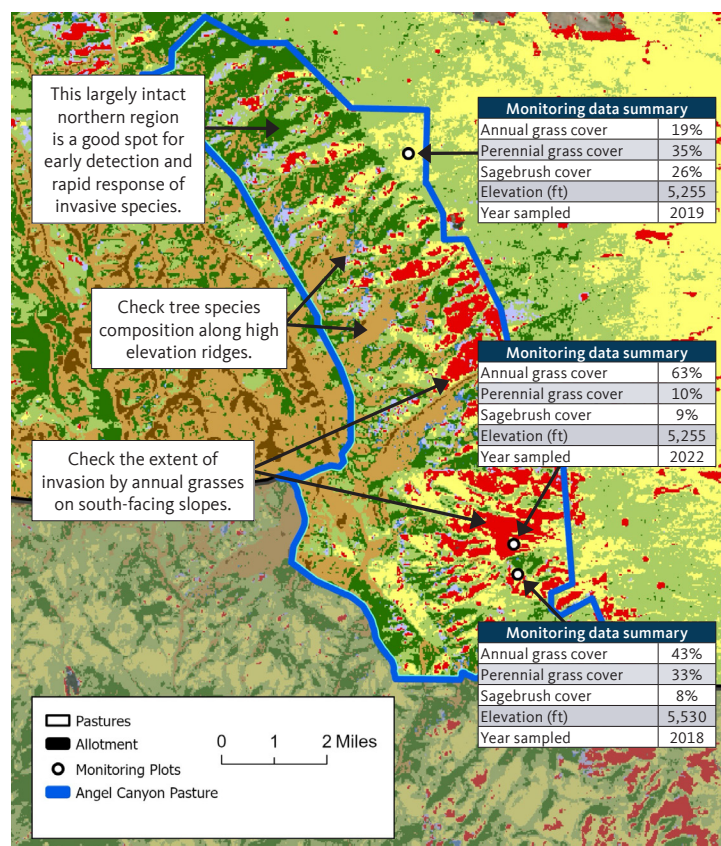 This largely intact
northern region
is a good spot for
early detection and
rapid response of
invasive species.
Monitoring data summary
Annual grass cover 19%
Perennial grass cover 35%
Sagebrush cover 26%
Elevation (ft) 5,255
Year sampled 2019
Check tree species
composition along high
elevation ridges.
Monitoring data summary
Annual grass cover 63%
Perennial grass cover 10%
Sagebrush cover 9%
Elevation (ft) 5,255
Year sampled 2022
Check the extent of
invasion by annual grasses
on south-facing slopes.
Monitoring data summary
Annual grass cover 43%
Perennial grass cover 33%
Sagebrush cover 8%
Elevation (ft) 5,530
Year sampled 2018
Pastures
Allotment
Monitoring Plots
Angel Canyon Pasture
0 1 2 Miles